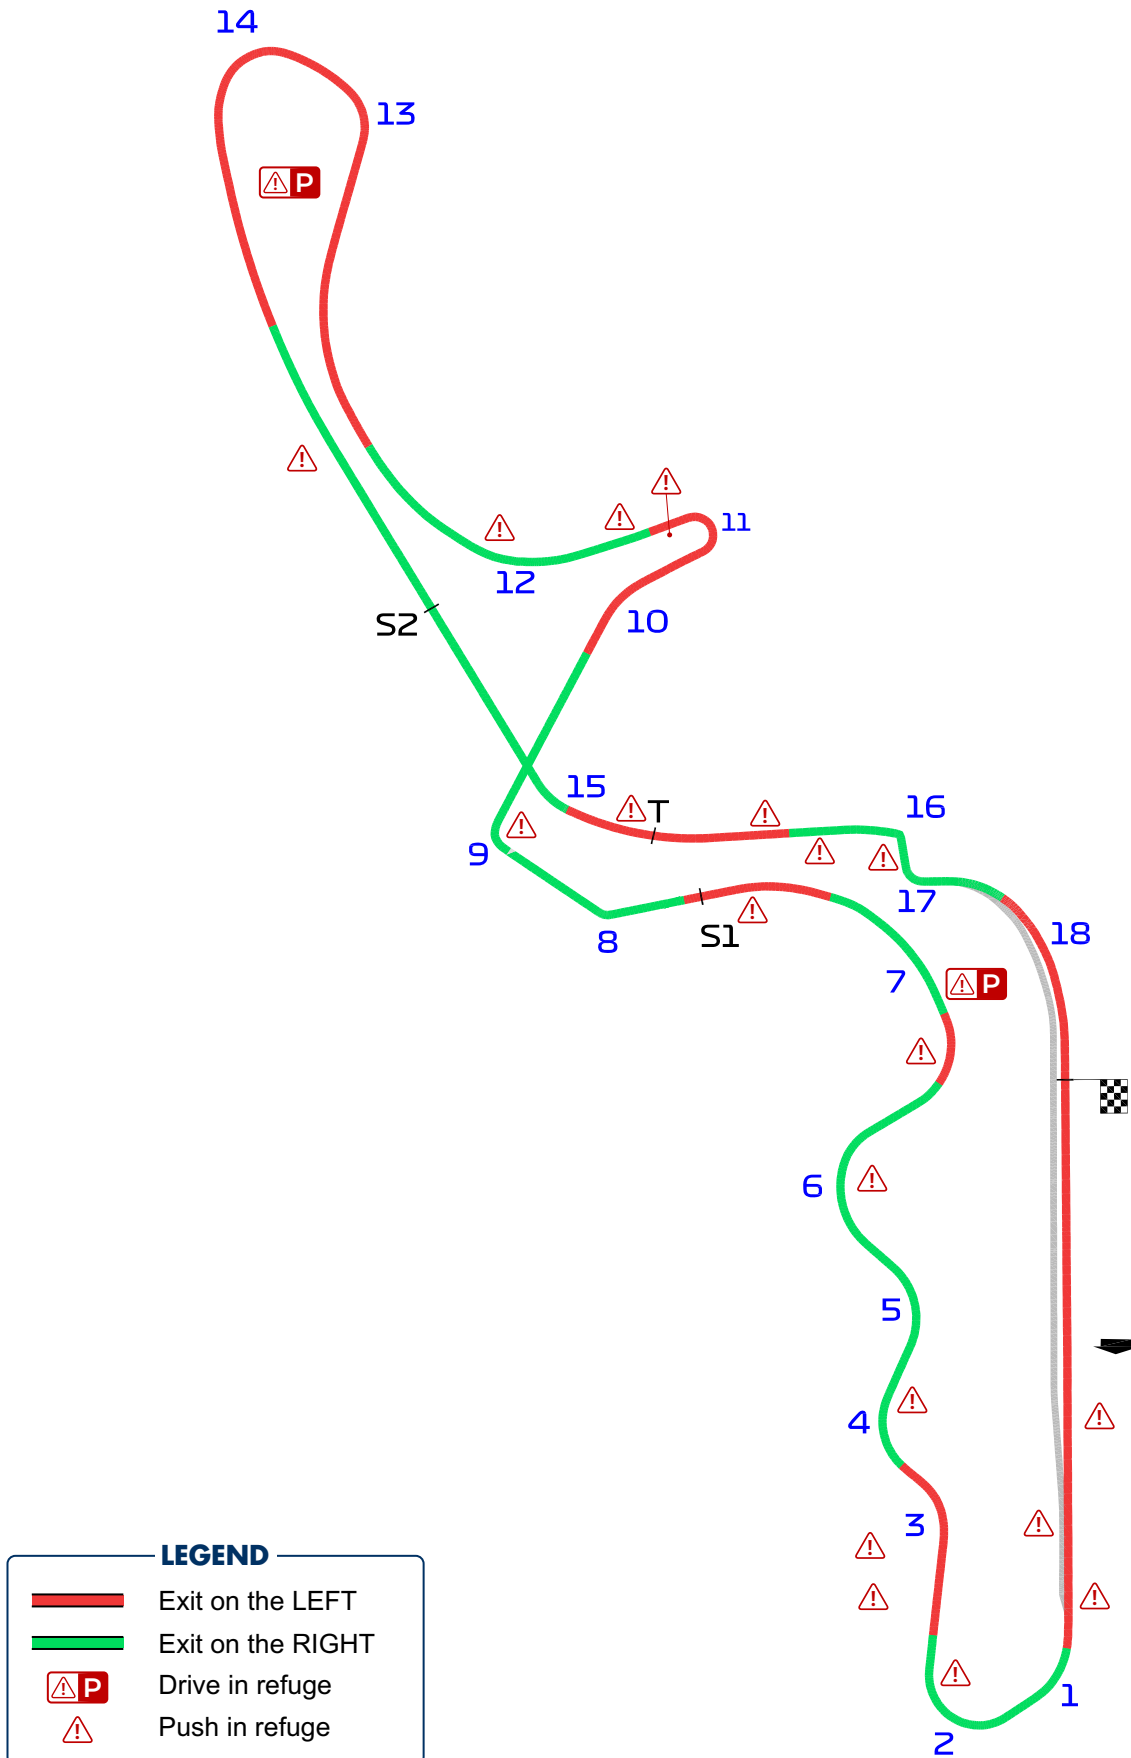 14
13
P
11
12
10
S2
15
T
16
9
17
8
S1
18
7
P
6
5
4
3
LEGEND
Exit on the LEFT
Exit on the RIGHT
P Drive in refuge
Push in refuge
1
2